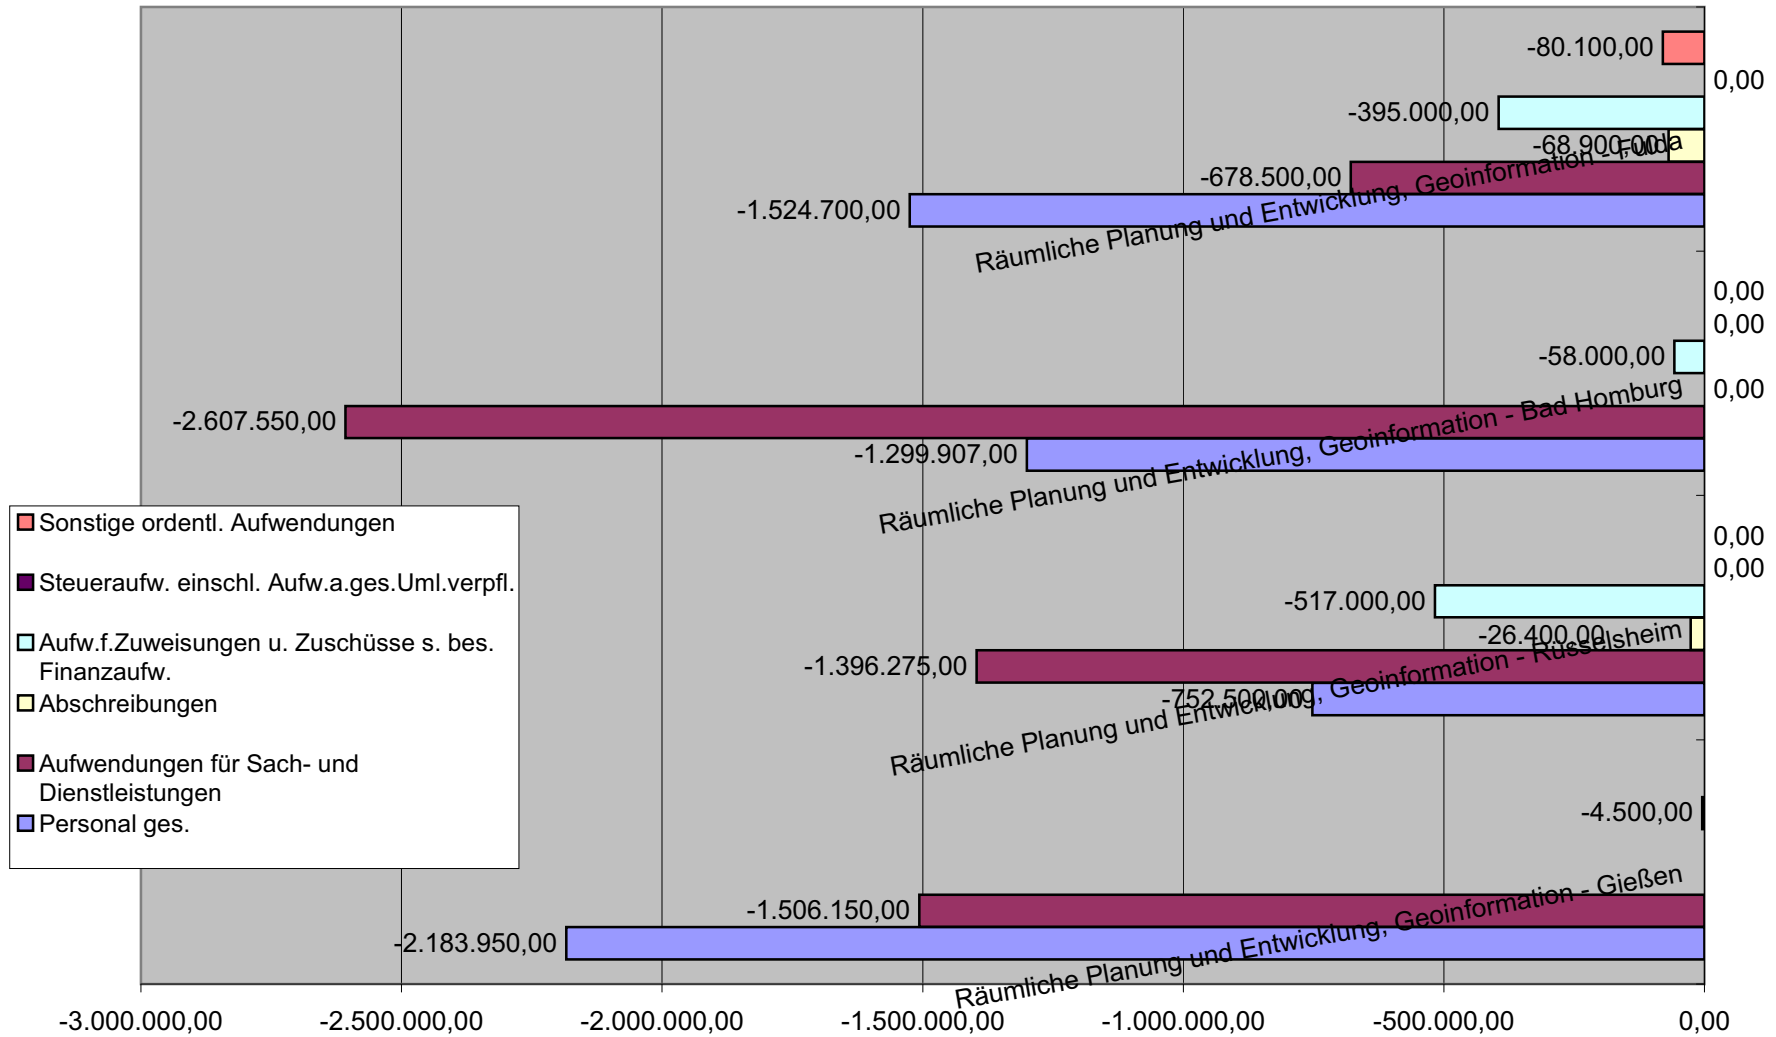 -80.100,00
0,00
-395.000,00
-68.900,00
-678.500,00
-1.524.700,00
Räumliche Planung und Entwicklung, Geoinformation - Fulda
0,00
0,00
-58.000,00
0,00
-2.607.550,00
-1.299.907,00
Räumliche Planung und Entwicklung, Geoinformation - Bad Homburg
0,00
0,00
-517.000,00
-26.400,00
-1.396.275,00
-752.500,00
Räumliche Planung und Entwicklung, Geoinformation - Rüsselsheim
-4.500,00
-1.506.150,00
-2.183.950,00
Räumliche Planung und Entwicklung, Geoinformation - Gießen
Sonstige ordentl. Aufwendungen
Steueraufw. einschl. Aufw.a.ges.Uml.verpfl.
Aufw.f.Zuweisungen u. Zuschüsse s. bes.
Finanzaufw.
Abschreibungen
Aufwendungen für Sach- und
Dienstleistungen
Personal ges.
-3.000.000,00 -2.500.000,00 -2.000.000,00 -1.500.000,00 -1.000.000,00 -500.000,00 0,00